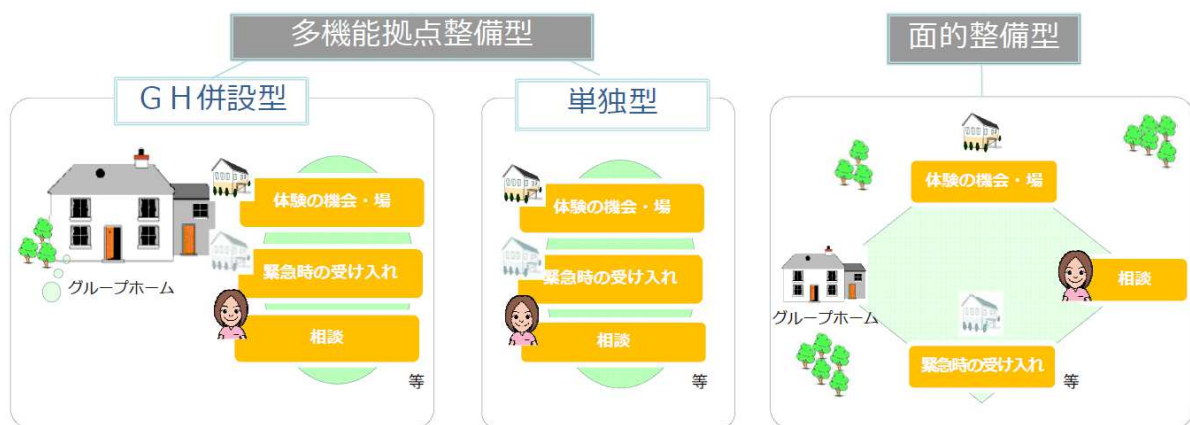 多機能拠点整備型
面的整備型
ＧＨ併設型
単独型
体験の機会・場
緊急時の受け入れ
グループホーム
相談
等
体験の機会・場
緊急時の受け入れ
相談
等
体験の機会・場
相談
グループホーム
緊急時の受け入れ
等